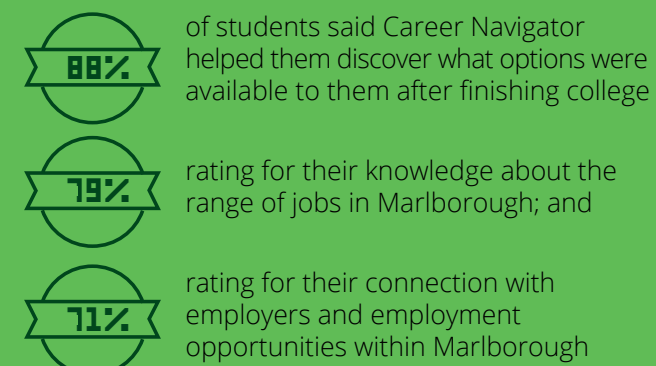 88%
of students said Career Navigator
helped them discover what options were
available to them after finishing college
79%
rating for their knowledge about the
range of jobs in Marlborough; and
71%
rating for their connection with
employers and employment
opportunities within Marlborough